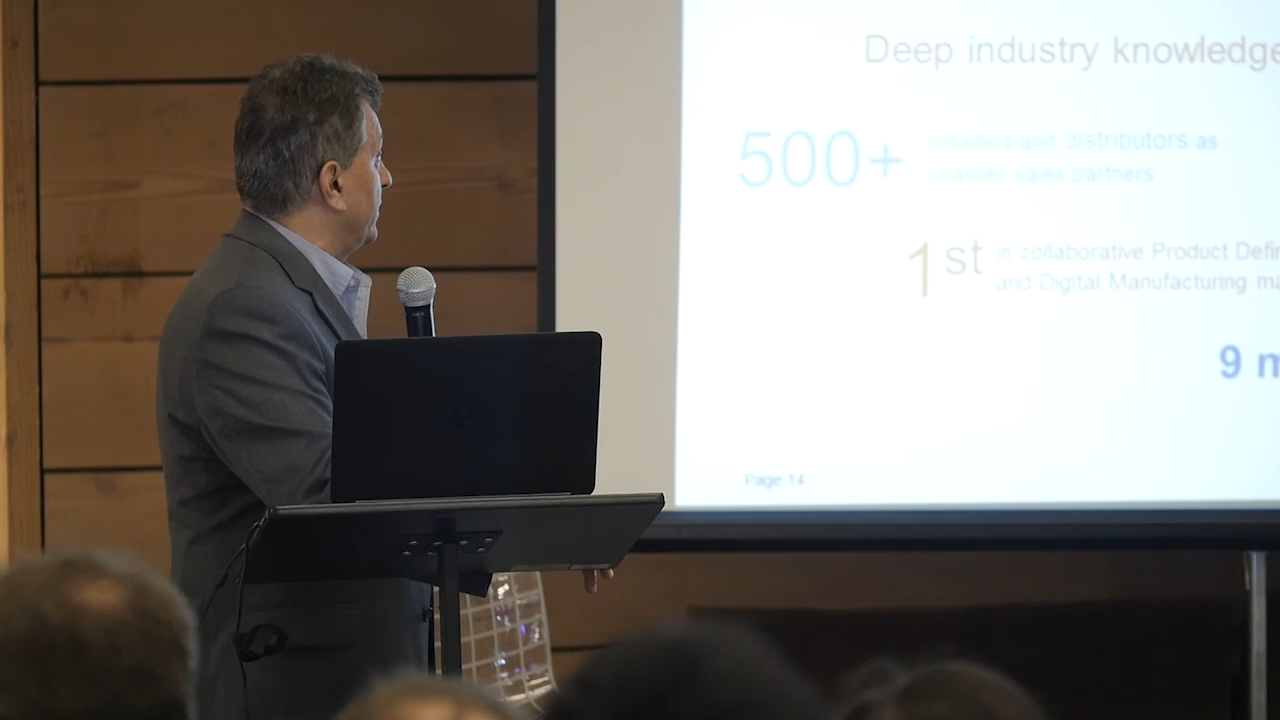 Deep industry knowledge
500+
resellers and distributors as
channel sales partners
1st
in collaborative Product Defin
and Digital Manufacturing ma
9 m
Page 14